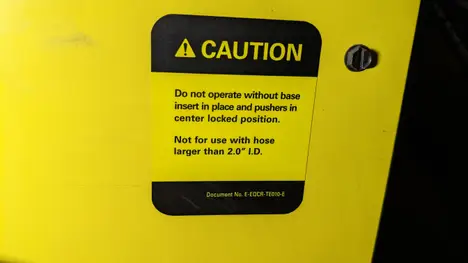 CAUTION
Do not operate without base
insert in place and pushers in
center locked position.
Not for use with hose
larger than 2.0" I.D.
Document No. E-EQCR-TE010-E